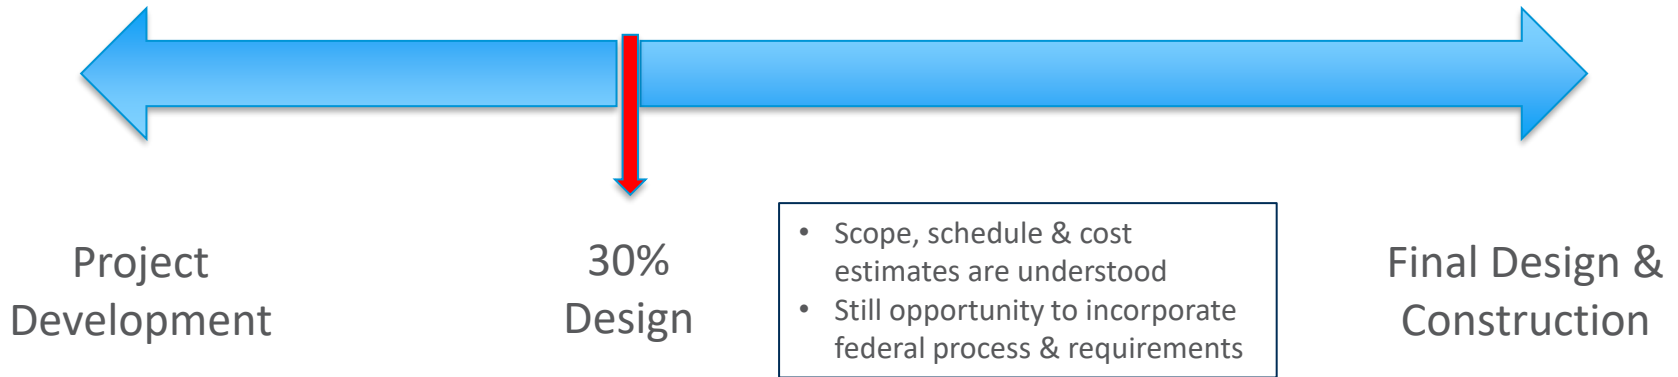 Project
Development
30%
Design
• Scope, schedule & cost
estimates are understood
• Still opportunity to incorporate
federal process & requirements
Final Design &
Construction